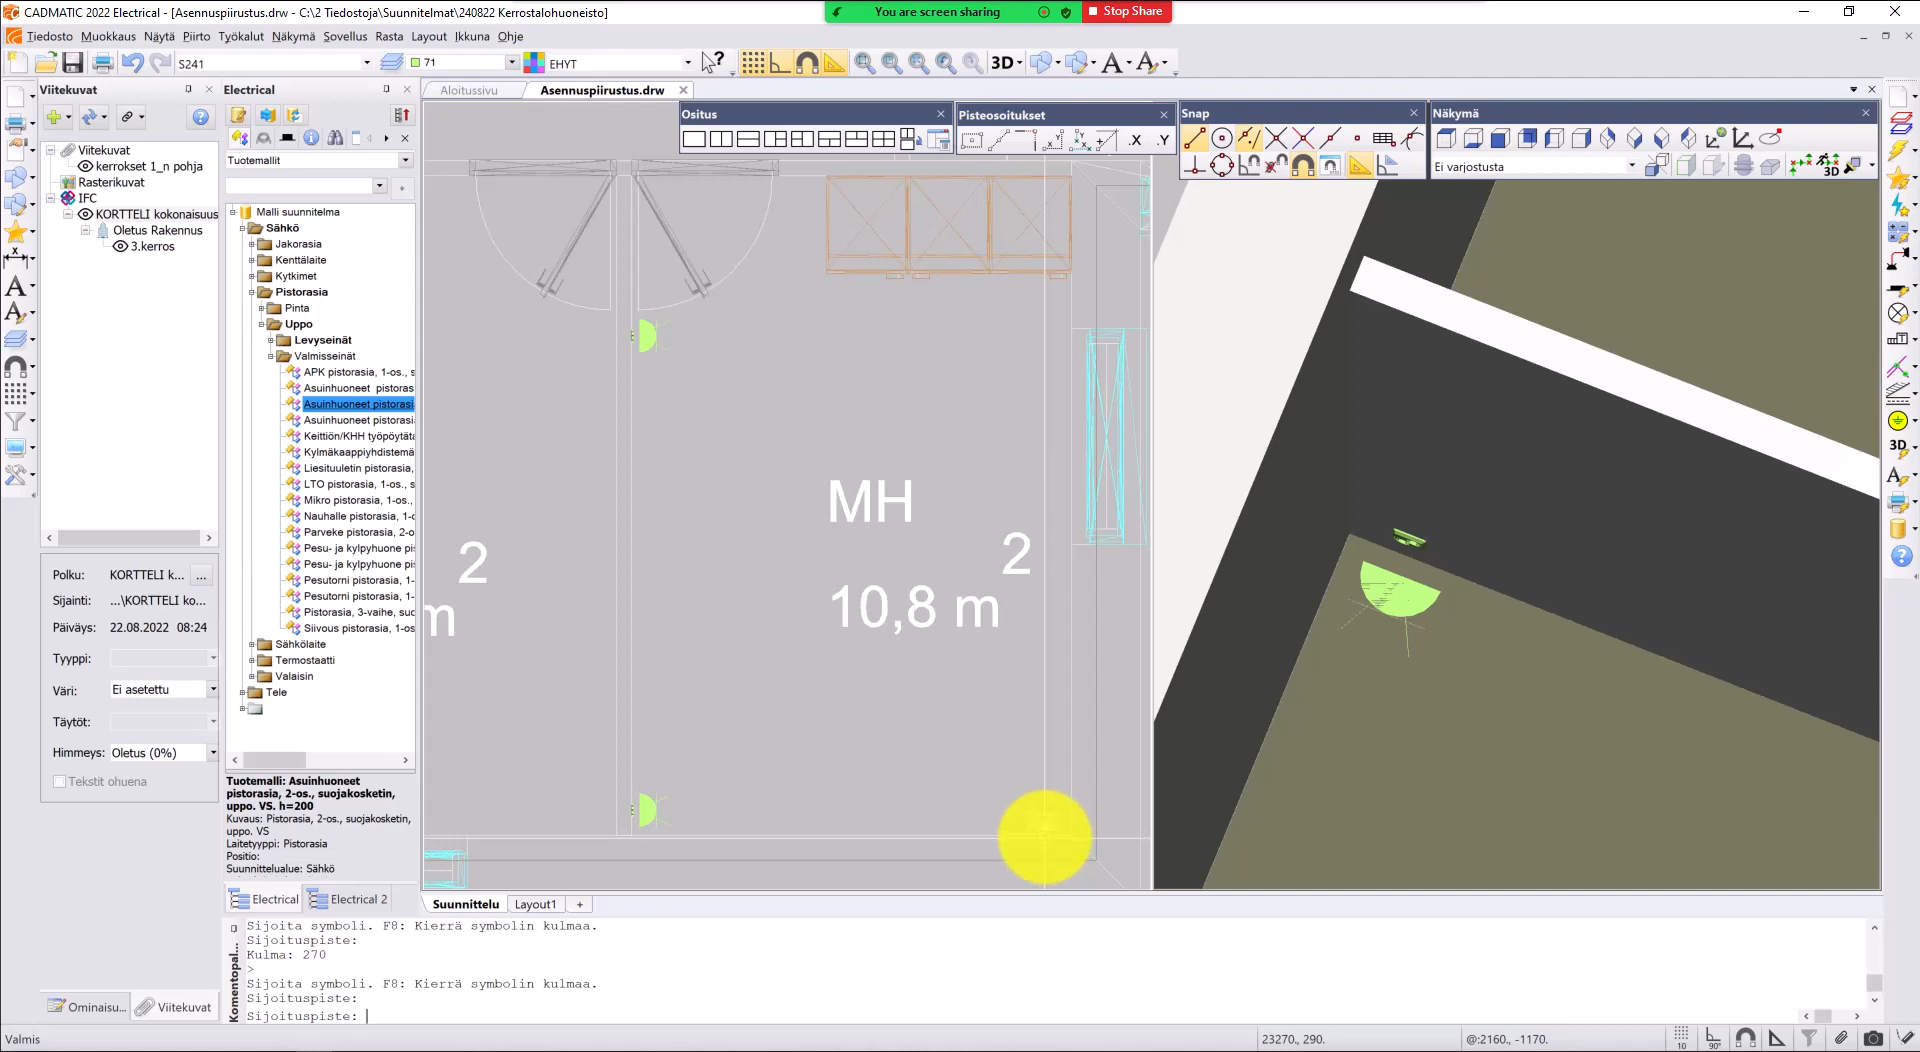 CADMATIC 2022 Electrical - [Asennuspiirustus.drw - C:\2 Tiedostoja\Suunnitelmat\240822 Kerrostalohuoneisto]
You are screen sharing
Stop Share
Tiedosto Muokkaus Näytä Piirto Työkalut Näkymä Sovellus Rasta Layout Ikkuna Ohje
S241
71
EHYT
3D
Viitekuvat
Electrical
Aloitussivu
Asennuspiirustus.drw
Ositus
Pisteosoitukset
.X
.Y
Snap
Näkymä
Ei varjostusta
3D
Tuotemallit
Viitekuvat
kerrokset 1_n pohja
Rasterikuvat
IFC
KORTTELI kokonaisuus
Oletus Rakennus
3.kerros
Malli suunnitelma
Sähkö
Jakorasia
Kenttälaite
Kytkimet
Pistorasia
Pinta
Uppo
Levyseinät
Valmisseinät
APK pistorasia, 1-os., s
Asuinhuoneet pistoras
Asuinhuoneet pistorasi
Asuinhuoneet pistorasi
Keittiön/KHH työpöytä
Kylmäkaappiyhdistemä
Liesituuletin pistorasia,
LTO pistorasia, 1-os., s
Mikro pistorasia, 1-os.,
Nauhalle pistorasia, 1-o
Parveke pistorasia, 2-o
Pesu- ja kylpyhuone pi
Pesu- ja kylpyhuone pi
Pesutorni pistorasia, 1-
Pesutorni pistorasia, 1-
Pistorasia, 3-vaihe, suo
Siivous pistorasia, 1-os
Sähkölaite
Termostaatti
Valaisin
Tele
MH
2
10,8 m
2
m
Polku: KORTTELI k... ...
Sijainti: ...\KORTTELI ko...
Päiväys: 22.08.2022 08:24
Tyyppi:
Väri: Ei asetettu
Täytöt:
Himmeys: Oletus (0%)
Tekstit ohuena
Tuotemalli: Asuinhuoneet
pistorasia, 2-os., suojakosketin,
uppo. VS. h=200
Kuvaus: Pistorasia, 2-os., suojakosketin,
uppo. VS
Laitetyyppi: Pistorasia
Positio:
Suunnittelualue: Sähkö
Electrical
Electrical 2
Suunnittelu
Layout1
+
Komentopal...
Sijoita symboli. F8: Kierrä symbolin kulmaa.
Sijoituspiste:
Kulma: 270
>
Sijoita symboli. F8: Kierrä symbolin kulmaa.
Sijoituspiste:
Sijoituspiste:
Ominaisu...
Viitekuvat
Valmis
23270., 290.
@:2160., -1170.
10
90°
3D